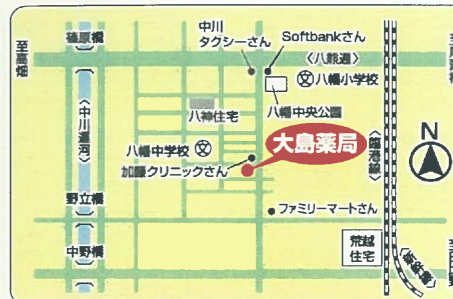 中川
タクシーさん
Softbankさん
篠原橋
至高畑
〈八熊通〉
文 八幡小学校
八幡中央公園
八神住宅
〈中川運河〉
八幡中学校 文
大島薬局
加藤クリニックさん
〈臨港線〉
N
野立橋
ファミリーマートさん
中野橋
荒越
住宅